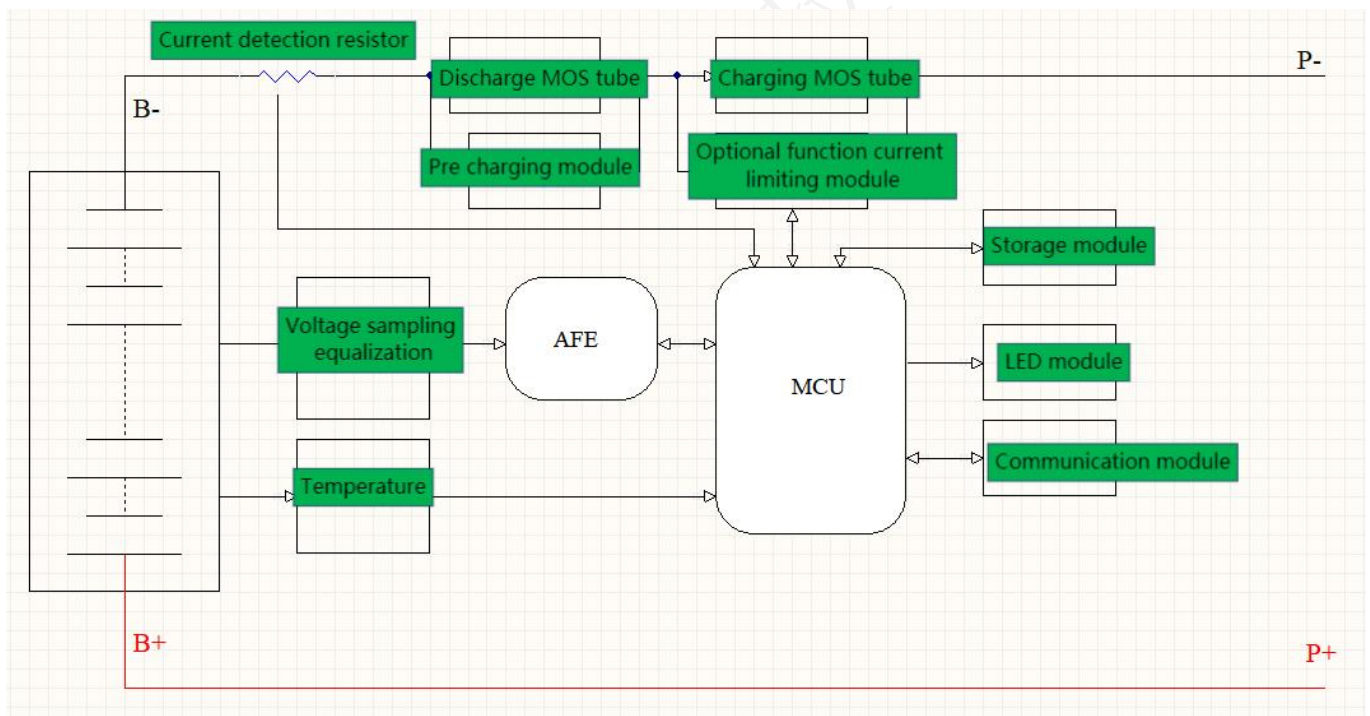 Current detection resistor
Discharge MOS tube
Charging MOS tube
P-
B-
Pre charging module
Optional function current
limiting module
Storage module
Voltage sampling
equalization
AFE
MCU
LED module
Temperature
Communication module
B+
P+